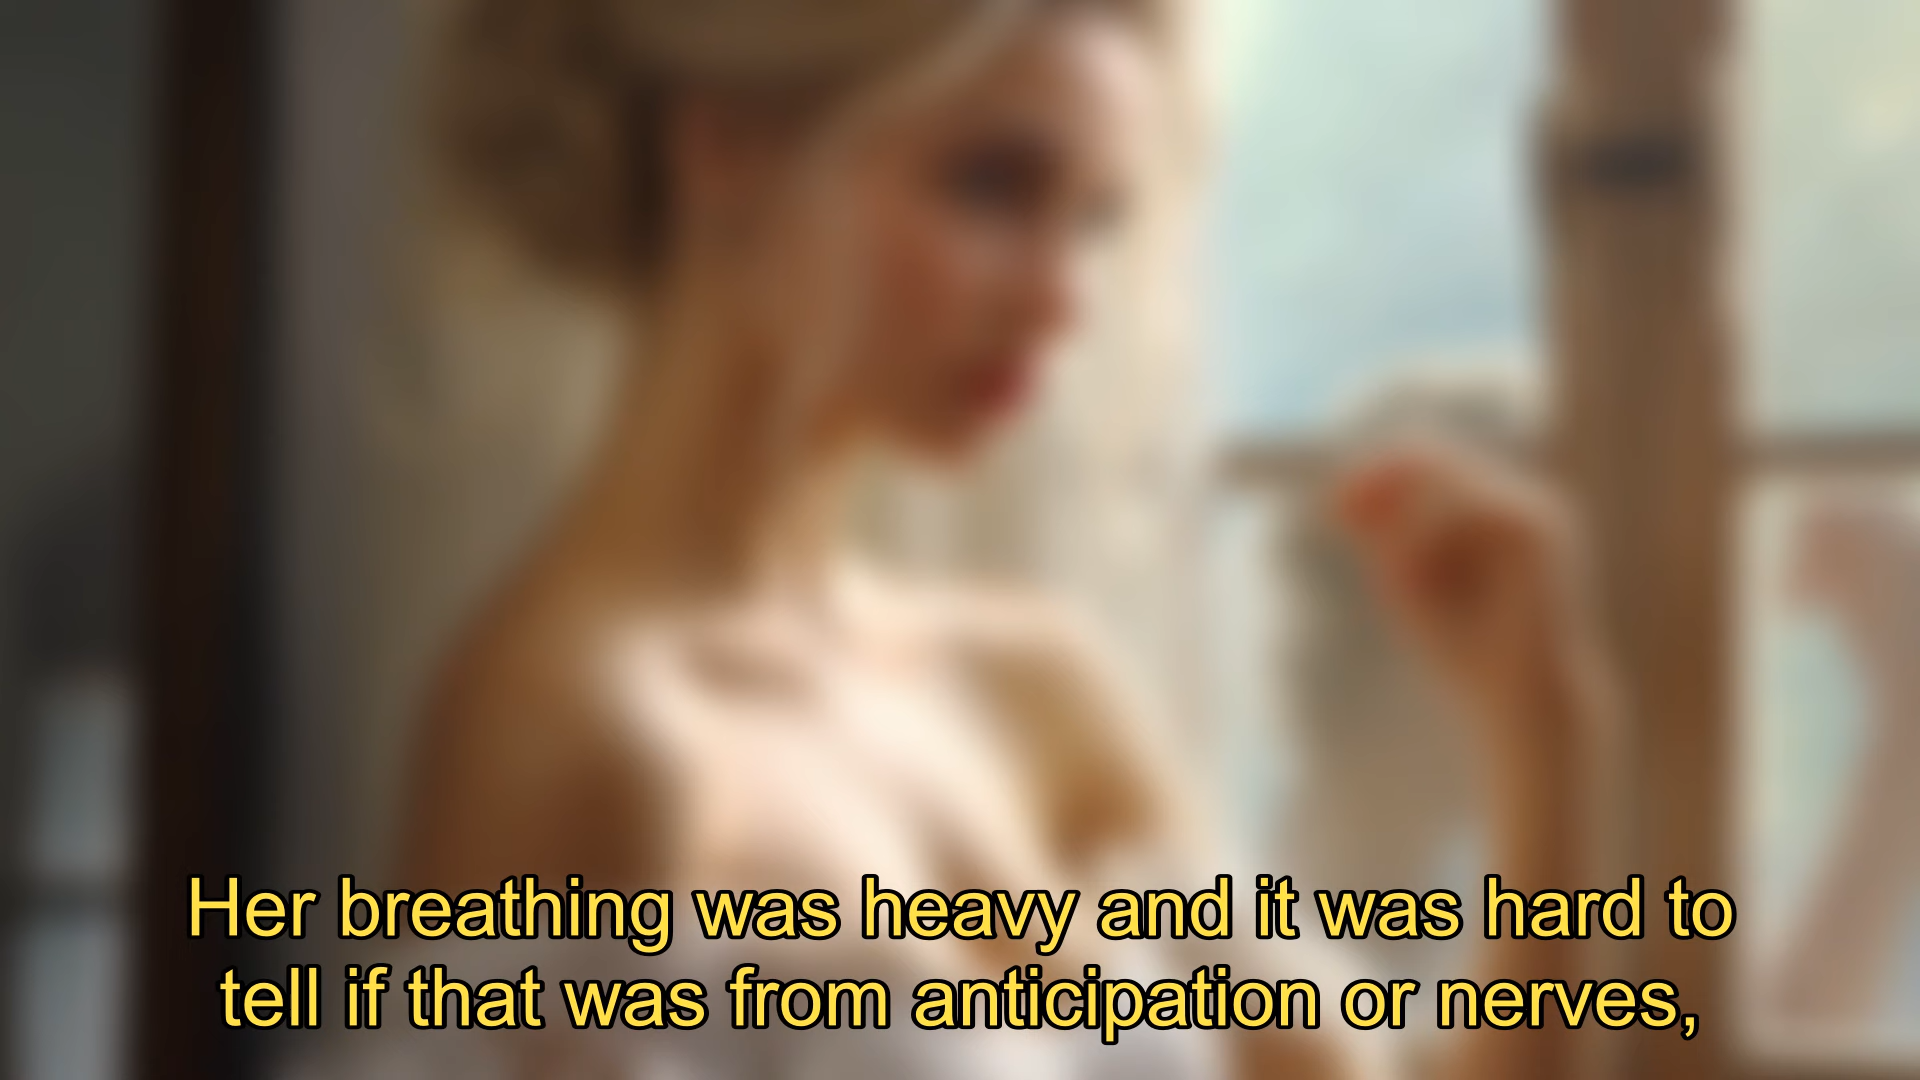 Her breathing was heavy and it was hard to
tell if that was from anticipation or nerves,